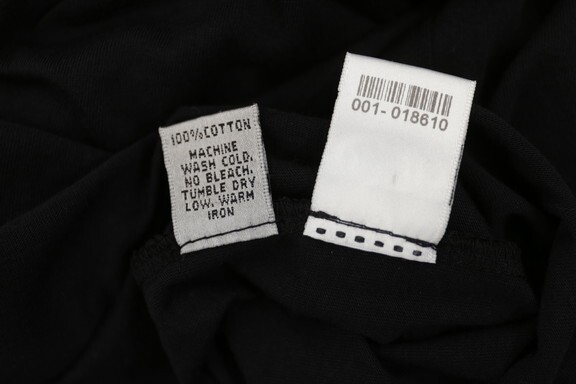 100% COTTON
MACHINE
WASH COLD.
NO BLEACH.
TUMBLE DRY
LOW. WARM
IRON
001-018610